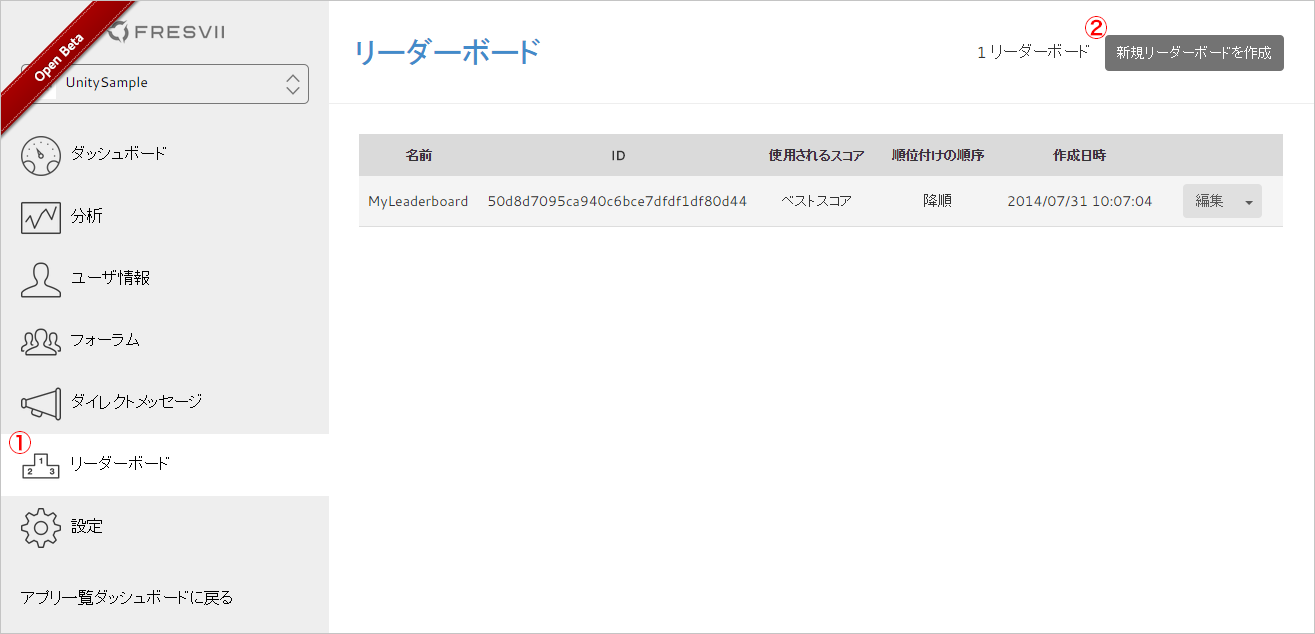 Open Beta
FRESVII
UnitySample
ダッシュボード
分析
ユーザ情報
フォーラム
ダイレクトメッセージ
①
リーダーボード
1 2 3
設定
アプリ一覧ダッシュボードに戻る
リーダーボード
1 リーダーボード
②
新規リーダーボードを作成
名前 ID 使用されるスコア 順位付けの順序 作成日時
MyLeaderboard 50d8d7095ca940c6bce7dfdf1df80d44 ベストスコア 降順 2014/07/31 10:07:04 編集